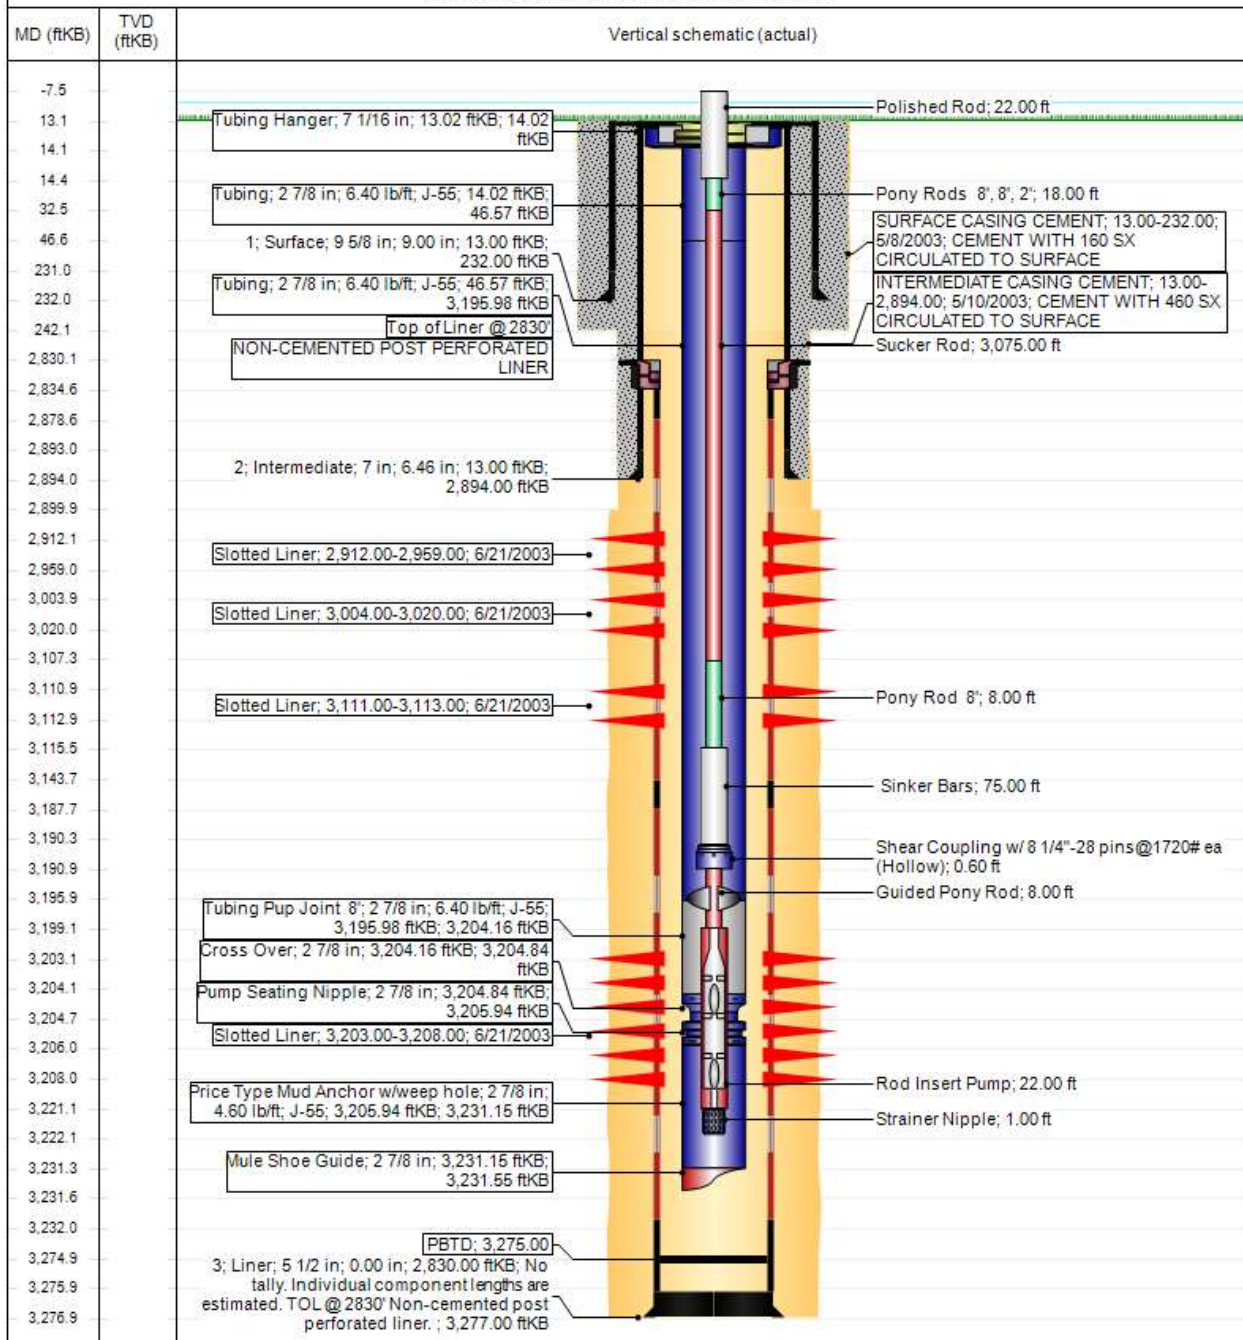 MD (ftKB)
TVD
(ftKB)
Vertical schematic (actual)
-7.5
13.1
14.1
14.4
32.5
46.6
231.0
232.0
242.1
2,830.1
2,834.6
2,878.6
2,893.0
2,894.0
2,899.9
2,912.1
2,959.0
3,003.9
3,020.0
3,107.3
3,110.9
3,112.9
3,115.5
3,143.7
3,187.7
3,190.3
3,190.9
3,195.9
3,199.1
3,203.1
3,204.1
3,204.7
3,206.0
3,208.0
3,221.1
3,222.1
3,231.3
3,231.6
3,232.0
3,274.9
3,275.9
3,276.9
Tubing Hanger; 7 1/16 in; 13.02 ftKB; 14.02
ftKB
Tubing; 2 7/8 in; 6.40 lb/ft; J-55; 14.02 ftKB;
46.57 ftKB
1; Surface; 9 5/8 in; 9.00 in; 13.00 ftKB;
232.00 ftKB
Tubing; 2 7/8 in; 6.40 lb/ft; J-55; 46.57 ftKB;
3,195.98 ftKB
Top of Liner @ 2830'
NON-CEMENTED POST PERFORATED
LINER
2; Intermediate; 7 in; 6.46 in; 13.00 ftKB;
2,894.00 ftKB
Slotted Liner; 2,912.00-2,959.00; 6/21/2003
Slotted Liner; 3,004.00-3,020.00; 6/21/2003
Slotted Liner; 3,111.00-3,113.00; 6/21/2003
Tubing Pup Joint 8'; 2 7/8 in; 6.40 lb/ft; J-55;
3,195.98 ftKB; 3,204.16 ftKB
Cross Over; 2 7/8 in; 3,204.16 ftKB; 3,204.84
ftKB
Pump Seating Nipple; 2 7/8 in; 3,204.84 ftKB;
3,205.94 ftKB
Slotted Liner; 3,203.00-3,208.00; 6/21/2003
Price Type Mud Anchor w/weep hole; 2 7/8 in;
4.60 lb/ft; J-55; 3,205.94 ftKB; 3,231.15 ftKB
Mule Shoe Guide; 2 7/8 in; 3,231.15 ftKB;
3,231.55 ftKB
PBTD; 3,275.00
3; Liner; 5 1/2 in; 0.00 in; 2,830.00 ftKB; No
tally. Individual component lengths are
estimated. TOL @ 2830' Non-cemented post
perforated liner. ; 3,277.00 ftKB
Polished Rod; 22.00 ft
Pony Rods 8', 8', 2'; 18.00 ft
SURFACE CASING CEMENT; 13.00-232.00;
5/8/2003; CEMENT WITH 160 SX
CIRCULATED TO SURFACE
INTERMEDIATE CASING CEMENT; 13.00-
2,894.00; 5/10/2003; CEMENT WITH 460 SX
CIRCULATED TO SURFACE
Sucker Rod; 3,075.00 ft
Pony Rod 8'; 8.00 ft
Sinker Bars; 75.00 ft
Shear Coupling w/ 8 1/4"-28 pins@1720# ea
(Hollow); 0.60 ft
Guided Pony Rod; 8.00 ft
Rod Insert Pump; 22.00 ft
Strainer Nipple; 1.00 ft